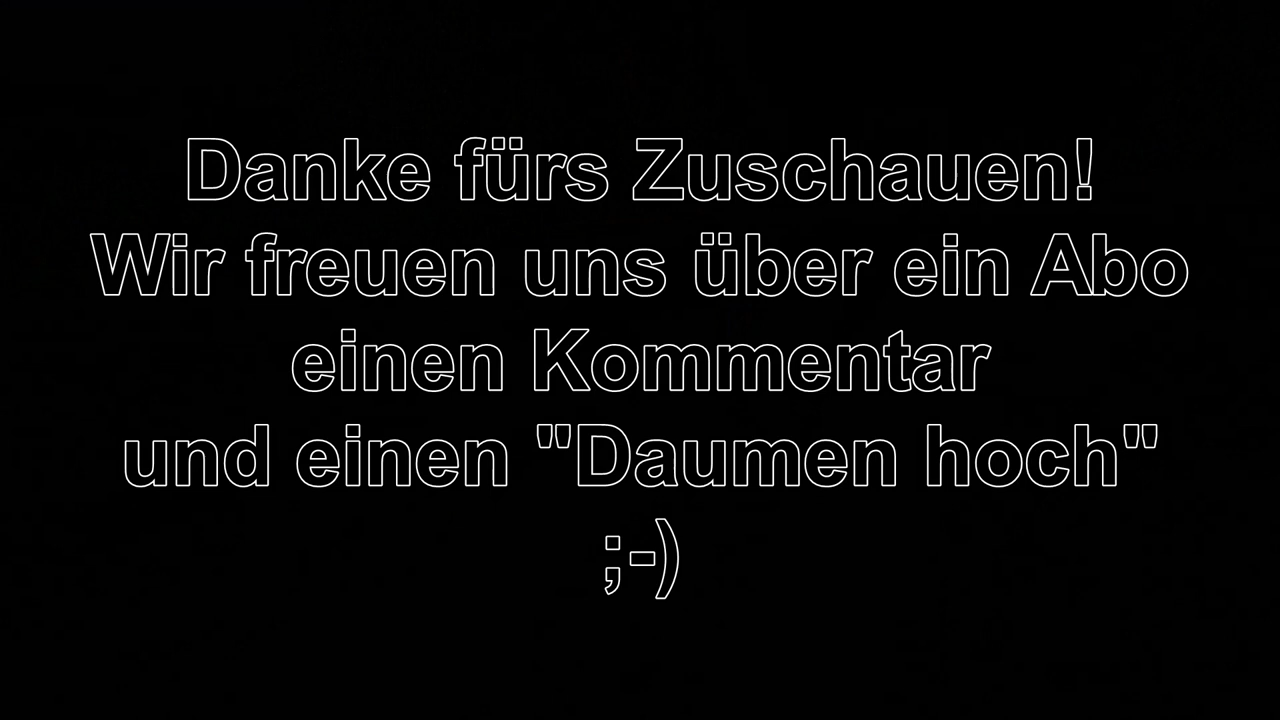 Danke fürs Zuschauen!
Wir freuen uns über ein Abo
einen Kommentar
und einen "Daumen hoch"
;-)